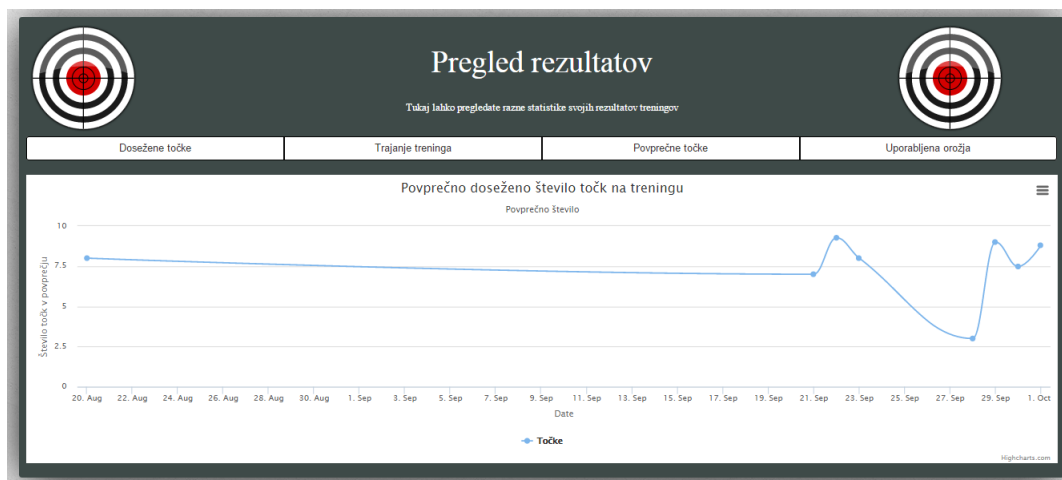 Pregled rezultatov
Tukaj lahko pregledate razne statistike svojih rezultatov treningov
Dosežene točke
Trajanje treninga
Povprečne točke
Uporabljena orožja
Povprečno doseženo število točk na treningu
Povprečno število
Število točk v povprečju
10
7.5
5
2.5
0
20. Aug 22. Aug 24. Aug 26. Aug 28. Aug 30. Aug 1. Sep 3. Sep 5. Sep 7. Sep 9. Sep 11. Sep 13. Sep 15. Sep 17. Sep 19. Sep 21. Sep 23. Sep 25. Sep 27. Sep 29. Sep 1. Oct
Date
Točke
Highcharts.com